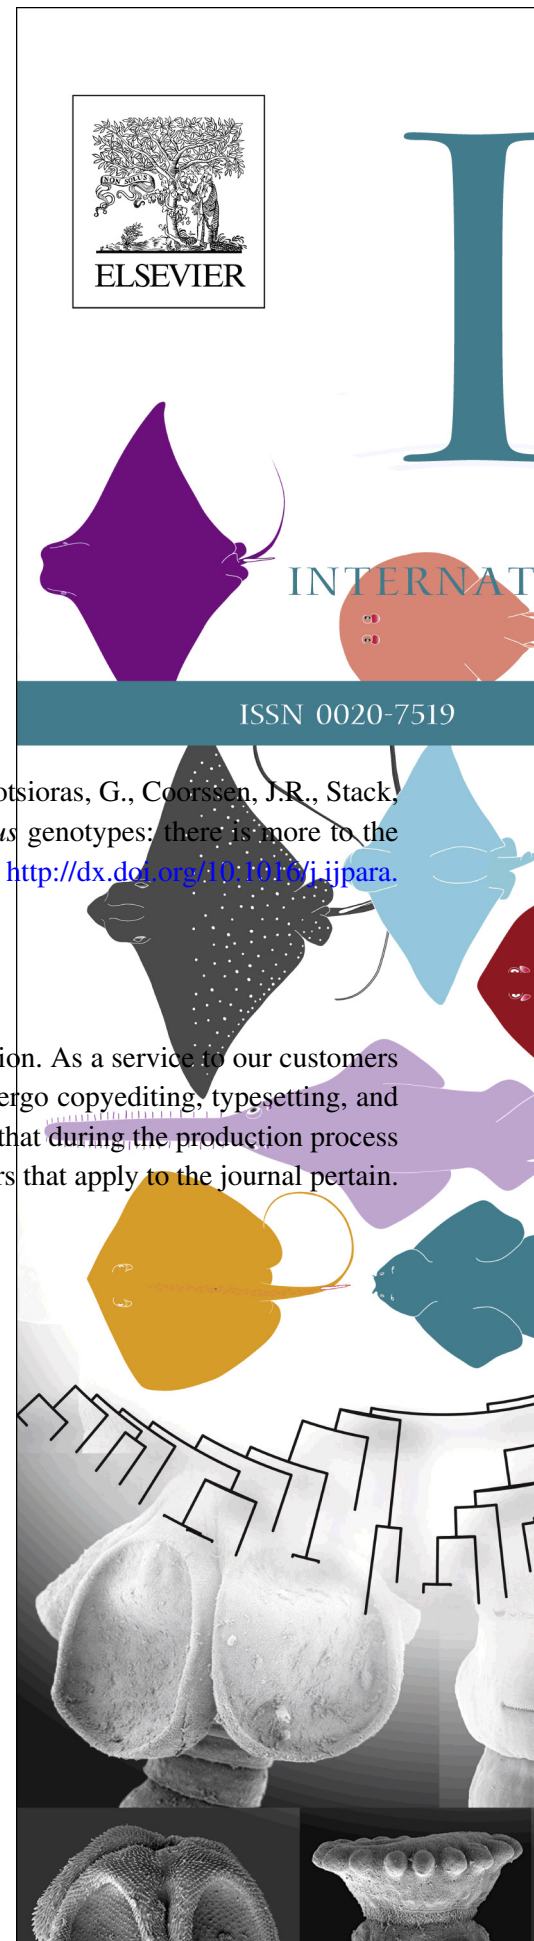 NON SOLUS
ELSEVIER
I
INTERNAT
ISSN 0020-7519
otsioras, G., Coorssen, J.R., Stack,
us genotypes: there is more to the
http://dx.doi.org/10.1016/j.ijpara.
ion. As a service to our customers
ergo copyediting, typesetting, and
that during the production process
rs that apply to the journal pertain.